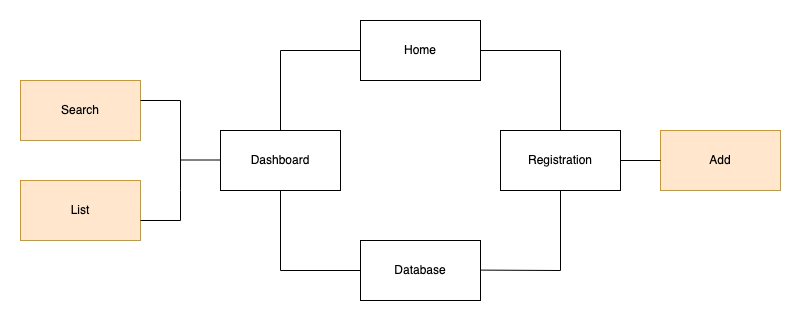 Home
Search
Dashboard
Registration
Add
List
Database